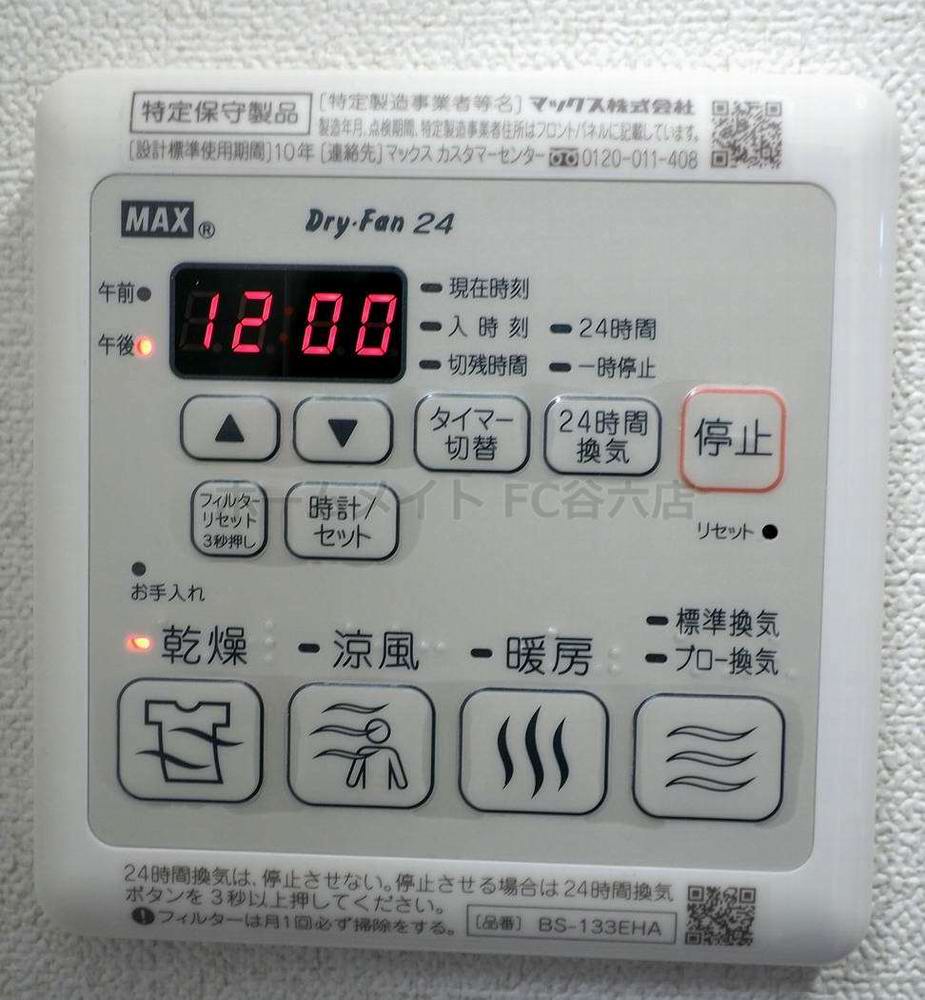 特定保守製品
[特定製造事業者等名] マックス株式会社
製造年月、点検期間、特定製造事業者住所はフロントパネルに記載しています。
[設計標準使用期間]10年 [連絡先]マックス カスタマーセンター 0120-011-408
MAX® Dry・Fan 24
午前
午後
12:00
現在時刻
入時刻 24時間
切残時間 一時停止
▲ ▼
タイマー
切替
24時間
換気
停止
ホームメイト FC谷六店
フィルター
リセット
3秒押し
時計/
セット
リセット
お手入れ
乾燥 涼風 暖房
標準換気
ブロー換気
24時間換気は、停止させない。停止させる場合は24時間換気
ボタンを3秒以上押してください。
フィルターは月1回必ず掃除をする。
[品番] BS-133EHA